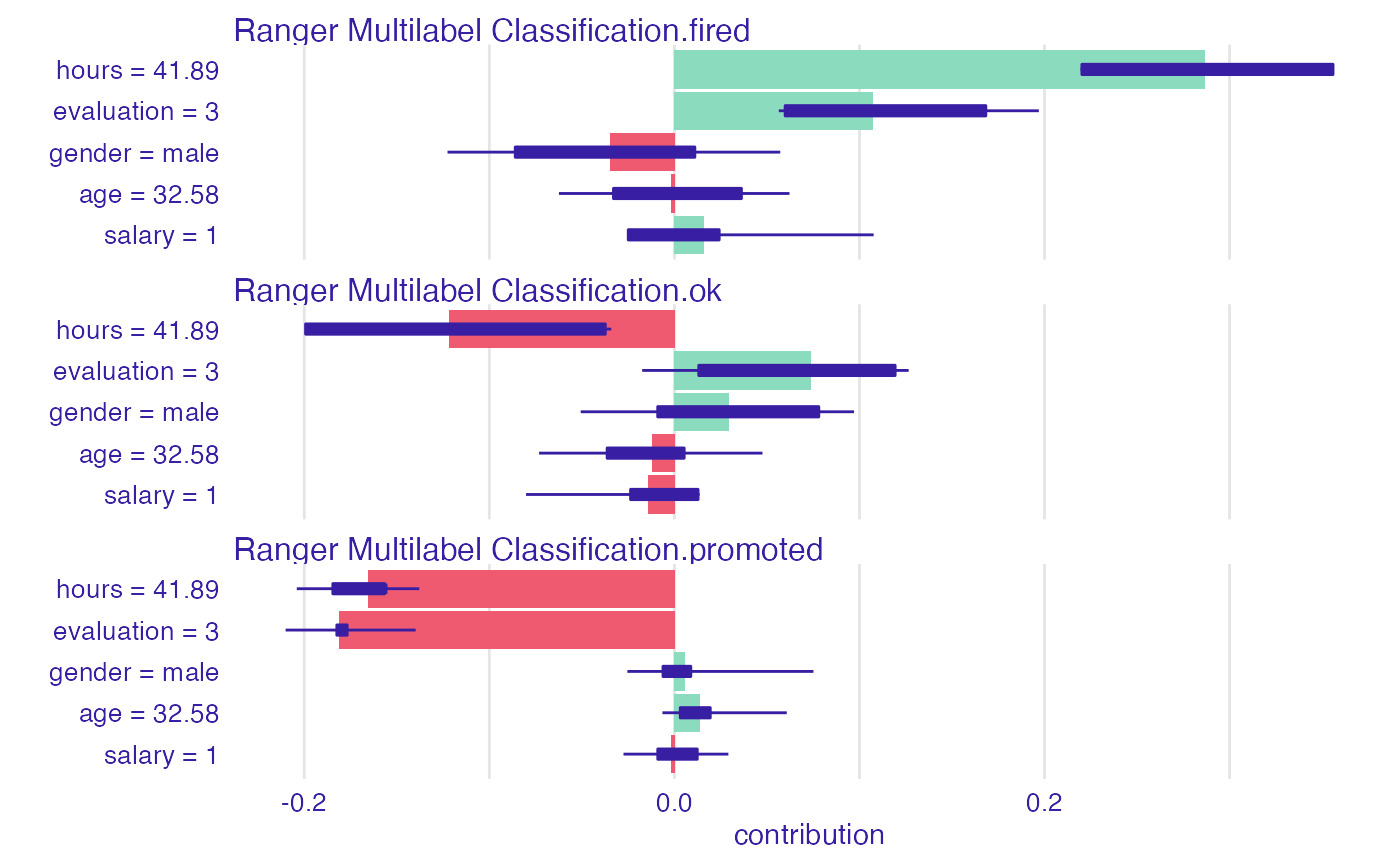 Ranger Multilabel Classification.fired
hours = 41.89
evaluation = 3
gender = male
age = 32.58
salary = 1
Ranger Multilabel Classification.ok
hours = 41.89
evaluation = 3
gender = male
age = 32.58
salary = 1
Ranger Multilabel Classification.promoted
hours = 41.89
evaluation = 3
gender = male
age = 32.58
salary = 1
-0.2 0.0 0.2
contribution